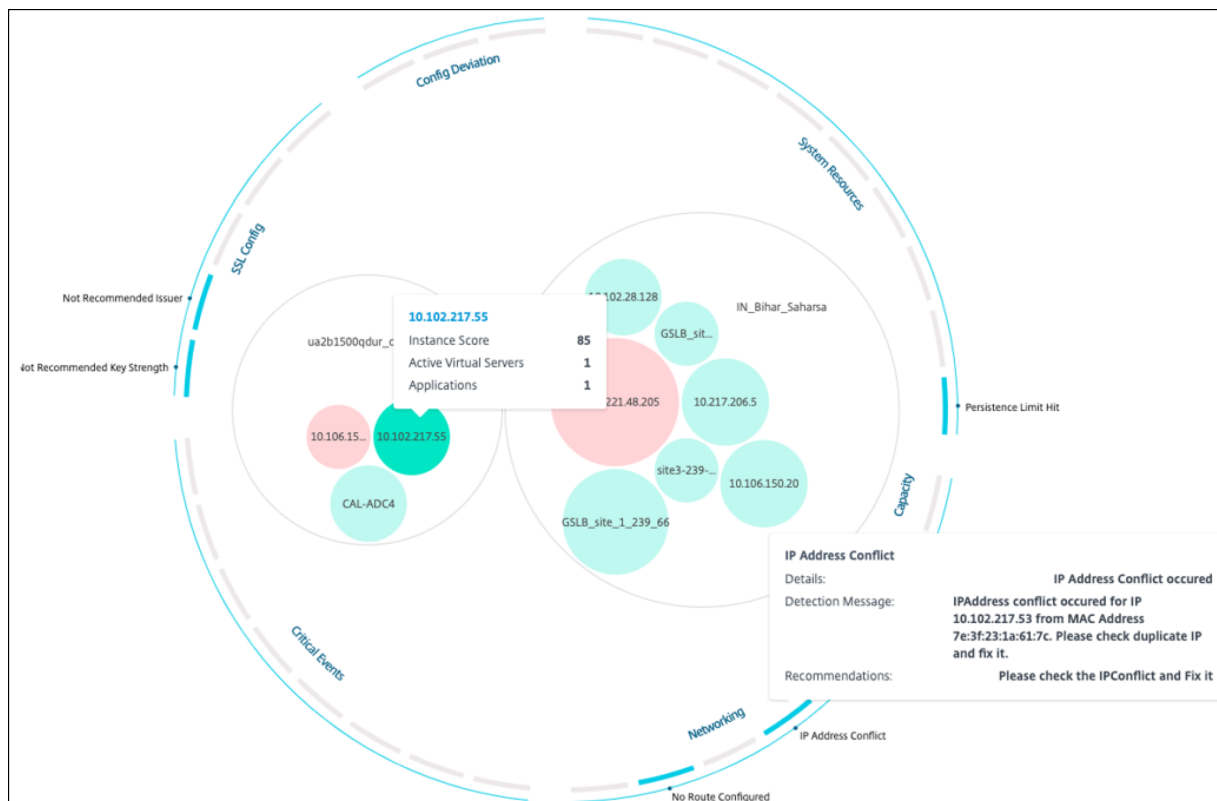 Config Deviation
System Resources
SSL Config
Not Recommended Issuer
Not Recommended Key Strength
10.102.28.128
IN_Bihar_Saharsa
10.102.217.55
Instance Score 85
Active Virtual Servers 1
Applications 1
ua2b1500qdur_c
GSLB_sit...
221.48.205
10.217.206.5
Persistence Limit Hit
10.106.15...
10.102.217.55
site3-239-...
10.106.150.20
CAL-ADC4
GSLB_site_1_239_66
Capacity
IP Address Conflict
Details: IP Address Conflict occured
Detection Message: IPAddress conflict occured for IP
10.102.217.53 from MAC Address
7e:3f:23:1a:61:7c. Please check duplicate IP
and fix it.
Recommendations: Please check the IPConflict and Fix it
Critical Events
Networking
IP Address Conflict
No Route Configured